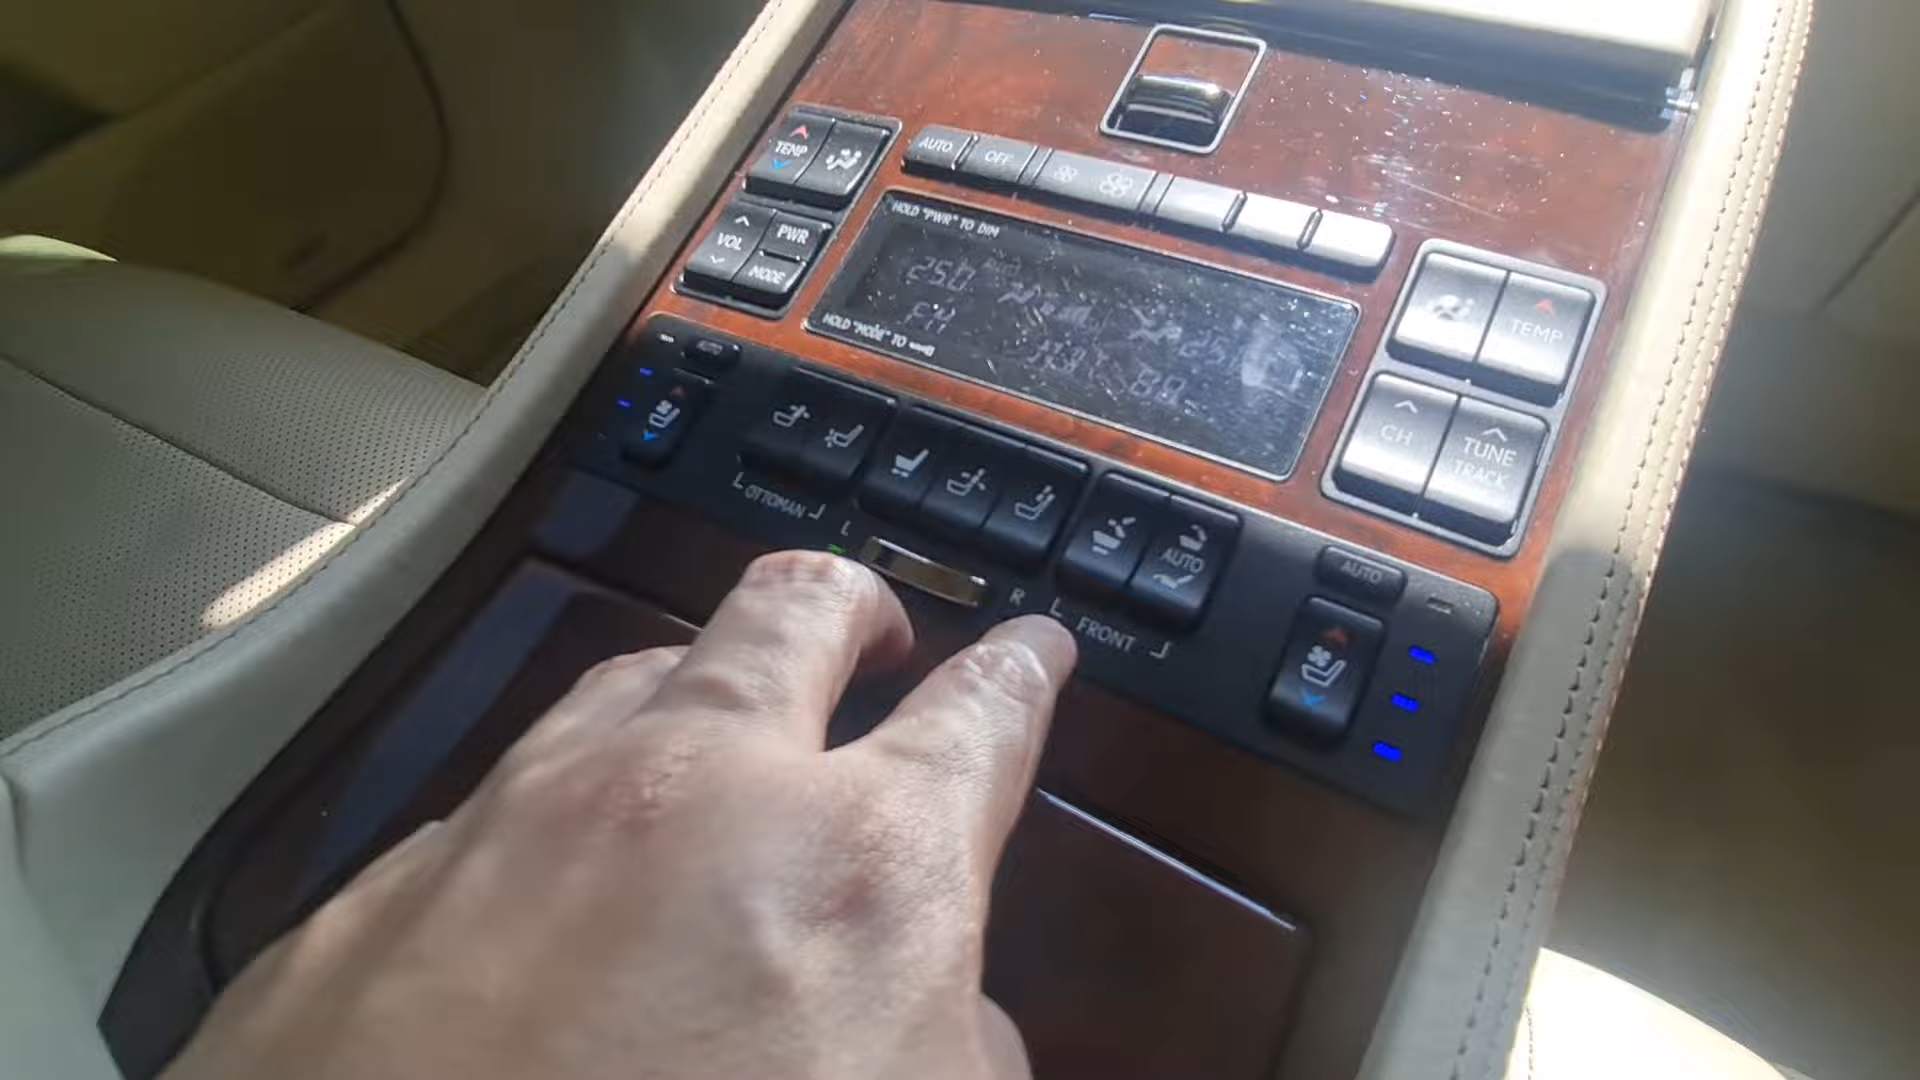 TEMP
AUTO
OFF
VOL
PWR
MODE
HOLD "PWR" TO DIM
25.0
FM
HOLD "MODE" TO
TEMP
CH
TUNE
TRACK
AUTO
OTTOMAN
L
R
AUTO
L FRONT
AUTO